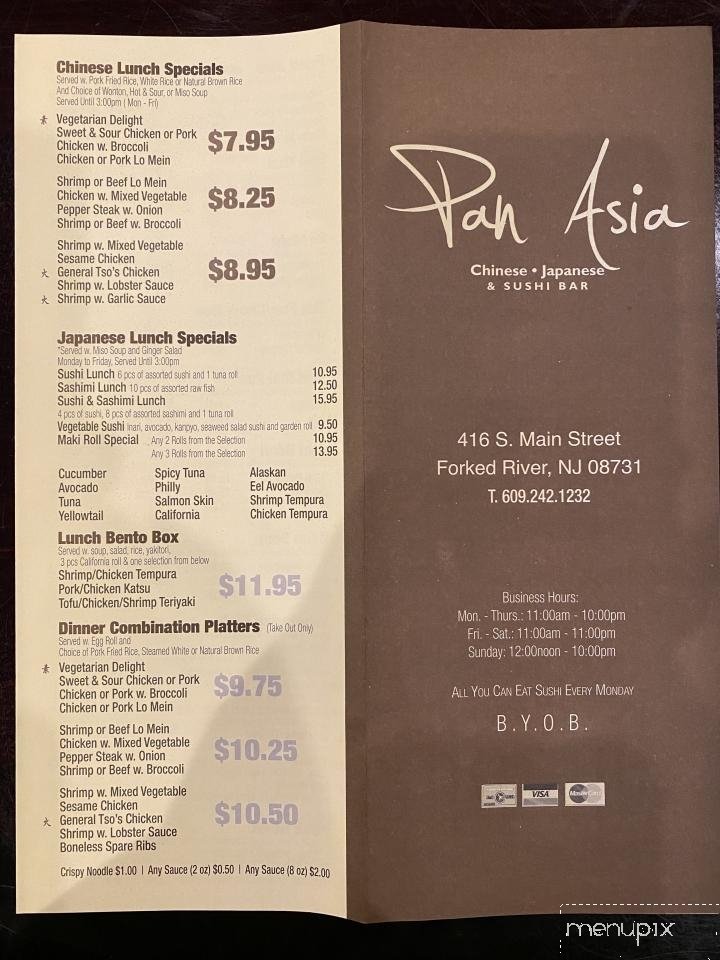 Chinese Lunch Specials
Served w. Pork Fried Rice, White Rice or Natural Brown Rice
And Choice of Wonton, Hot & Sour, or Miso Soup
Served Until 3:00pm ( Mon - Fri)
素 Vegetarian Delight
Sweet & Sour Chicken or Pork
Chicken w. Broccoli
Chicken or Pork Lo Mein
$7.95
Shrimp or Beef Lo Mein
Chicken w. Mixed Vegetable
Pepper Steak w. Onion
Shrimp or Beef w. Broccoli
$8.25
Shrimp w. Mixed Vegetable
Sesame Chicken
火 General Tso's Chicken
Shrimp w. Lobster Sauce
火 Shrimp w. Garlic Sauce
$8.95
Japanese Lunch Specials
*Served w. Miso Soup and Ginger Salad
Monday to Friday, Served Until 3:00pm
Sushi Lunch 6 pcs of assorted sushi and 1 tuna roll 10.95
Sashimi Lunch 10 pcs of assorted raw fish 12.50
Sushi & Sashimi Lunch 15.95
4 pcs of sushi, 8 pcs of assorted sashimi and 1 tuna roll
Vegetable Sushi Inari, avocado, kanpyo, seaweed salad sushi and garden roll 9.50
Maki Roll Special ... Any 2 Rolls from the Selection 10.95
Any 3 Rolls from the Selection 13.95
Cucumber Spicy Tuna Alaskan
Avocado Philly Eel Avocado
Tuna Salmon Skin Shrimp Tempura
Yellowtail California Chicken Tempura
Lunch Bento Box
Served w. soup, salad, rice, yakitori,
3 pcs California roll & one selection from below
Shrimp/Chicken Tempura
Pork/Chicken Katsu
Tofu/Chicken/Shrimp Teriyaki
$11.95
Dinner Combination Platters (Take Out Only)
Served w. Egg Roll and
Choice of Pork Fried Rice, Steamed White or Natural Brown Rice
素 Vegetarian Delight
Sweet & Sour Chicken or Pork
Chicken or Pork w. Broccoli
Chicken or Pork Lo Mein
$9.75
Shrimp or Beef Lo Mein
Chicken w. Mixed Vegetable
Pepper Steak w. Onion
Shrimp or Beef w. Broccoli
$10.25
Shrimp w. Mixed Vegetable
Sesame Chicken
火 General Tso's Chicken
Shrimp w. Lobster Sauce
Boneless Spare Ribs
$10.50
Crispy Noodle $1.00 | Any Sauce (2 oz) $0.50 | Any Sauce (8 oz) $2.00
Pan Asia
Chinese • Japanese
& SUSHI BAR
416 S. Main Street
Forked River, NJ 08731
T. 609.242.1232
Business Hours:
Mon. - Thurs.: 11:00am - 10:00pm
Fri. - Sat.: 11:00am - 11:00pm
Sunday: 12:00noon - 10:00pm
ALL YOU CAN EAT SUSHI EVERY MONDAY
B.Y.O.B.
VISA
MasterCard
menupix